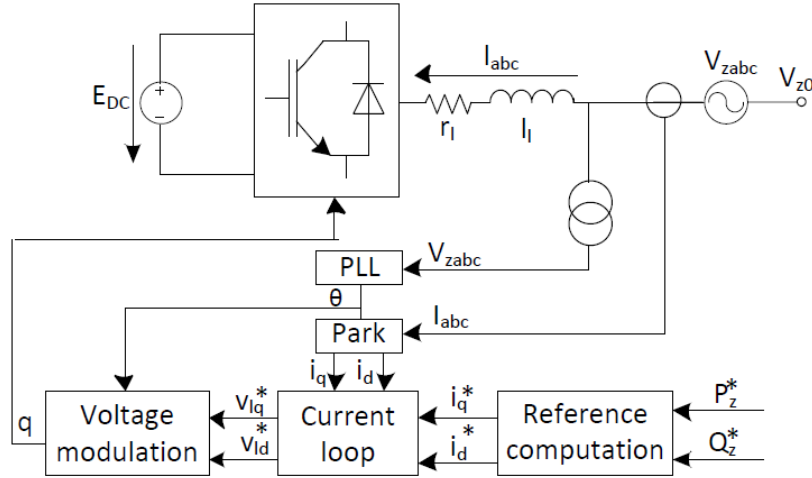 I_abc
V_zabc
V_z0
E_DC
+
−
r_l
l_l
V_zabc
PLL
θ
Park
I_abc
i_q i_d
q
Voltage
modulation
v_lq*
v_ld*
Current
loop
i_q*
i_d*
Reference
computation
P_z*
Q_z*